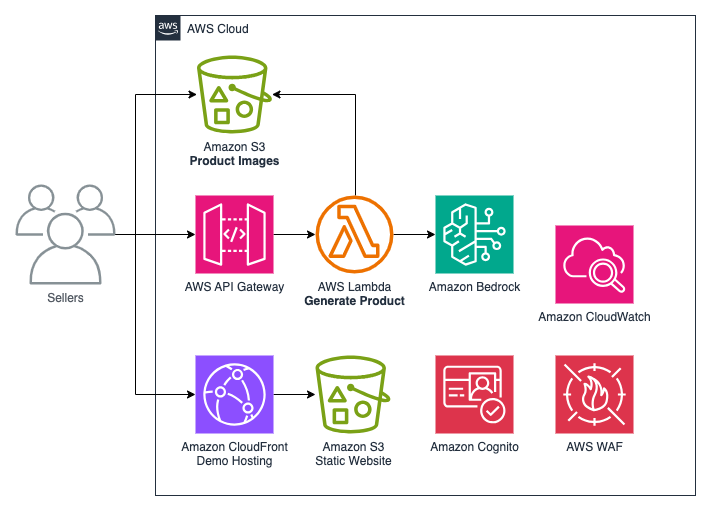 aws
AWS Cloud
Amazon S3
Product Images
Sellers
AWS API Gateway
AWS Lambda
Generate Product
Amazon Bedrock
Amazon CloudWatch
Amazon CloudFront
Demo Hosting
Amazon S3
Static Website
Amazon Cognito
AWS WAF